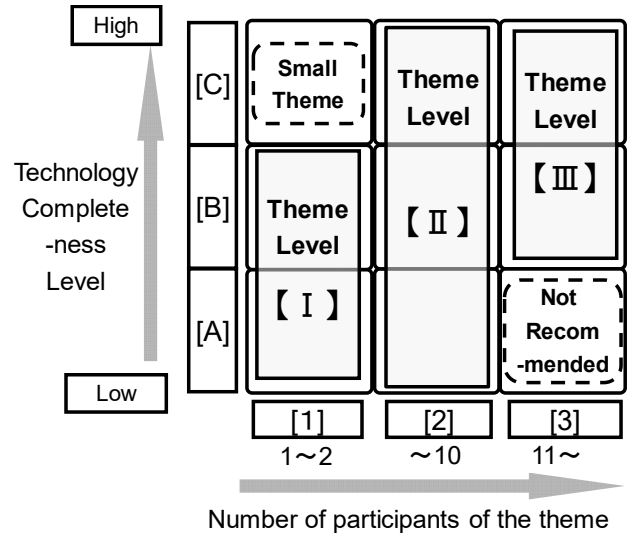 High
Technology
Complete
-ness
Level
Low
[C]
[B]
[A]
Small
Theme
Theme
Level
【Ⅰ】
Theme
Level
【Ⅱ】
Theme
Level
【Ⅲ】
Not
Recom
-mended
[1]
[2]
[3]
1～2
～10
11～
Number of participants of the theme